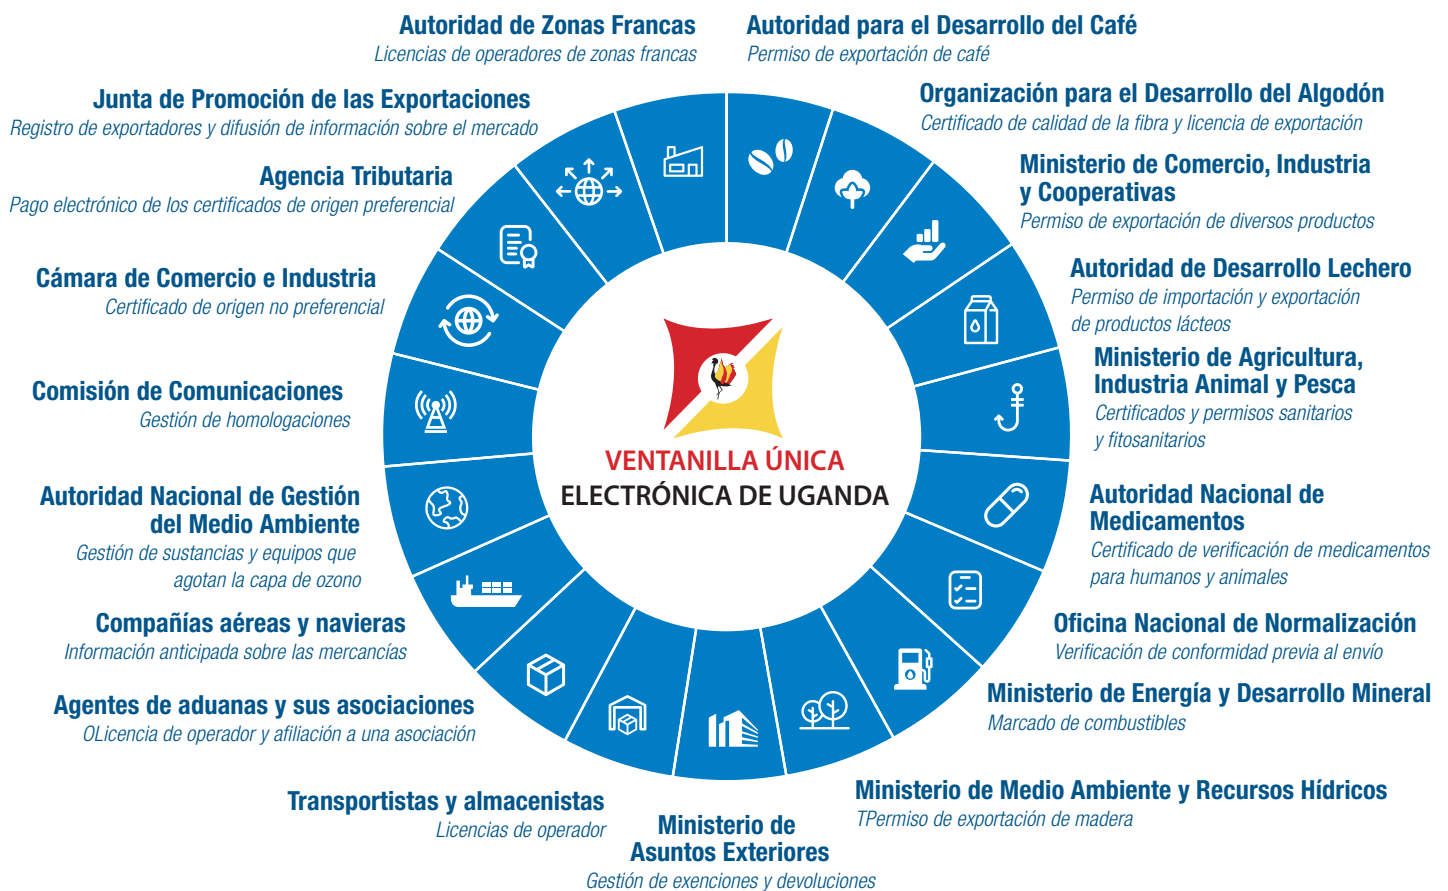 Autoridad de Zonas Francas
Licencias de operadores de zonas francas
Autoridad para el Desarrollo del Café
Permiso de exportación de café
Organización para el Desarrollo del Algodón
Certificado de calidad de la fibra y licencia de exportación
Ministerio de Comercio, Industria
y Cooperativas
Permiso de exportación de diversos productos
Autoridad de Desarrollo Lechero
Permiso de importación y exportación
de productos lácteos
Ministerio de Agricultura,
Industria Animal y Pesca
Certificados y permisos sanitarios
y fitosanitarios
Autoridad Nacional de
Medicamentos
Certificado de verificación de medicamentos
para humanos y animales
Oficina Nacional de Normalización
Verificación de conformidad previa al envío
Ministerio de Energía y Desarrollo Mineral
Marcado de combustibles
Ministerio de Medio Ambiente y Recursos Hídricos
TPermiso de exportación de madera
Ministerio de
Asuntos Exteriores
Gestión de exenciones y devoluciones
Transportistas y almacenistas
Licencias de operador
Agentes de aduanas y sus asociaciones
OLicencia de operador y afiliación a una asociación
Compañías aéreas y navieras
Información anticipada sobre las mercancías
Autoridad Nacional de Gestión
del Medio Ambiente
Gestión de sustancias y equipos que
agotan la capa de ozono
Comisión de Comunicaciones
Gestión de homologaciones
Cámara de Comercio e Industria
Certificado de origen no preferencial
Agencia Tributaria
Pago electrónico de los certificados de origen preferencial
Junta de Promoción de las Exportaciones
Registro de exportadores y difusión de información sobre el mercado
VENTANILLA ÚNICA
ELECTRÓNICA DE UGANDA